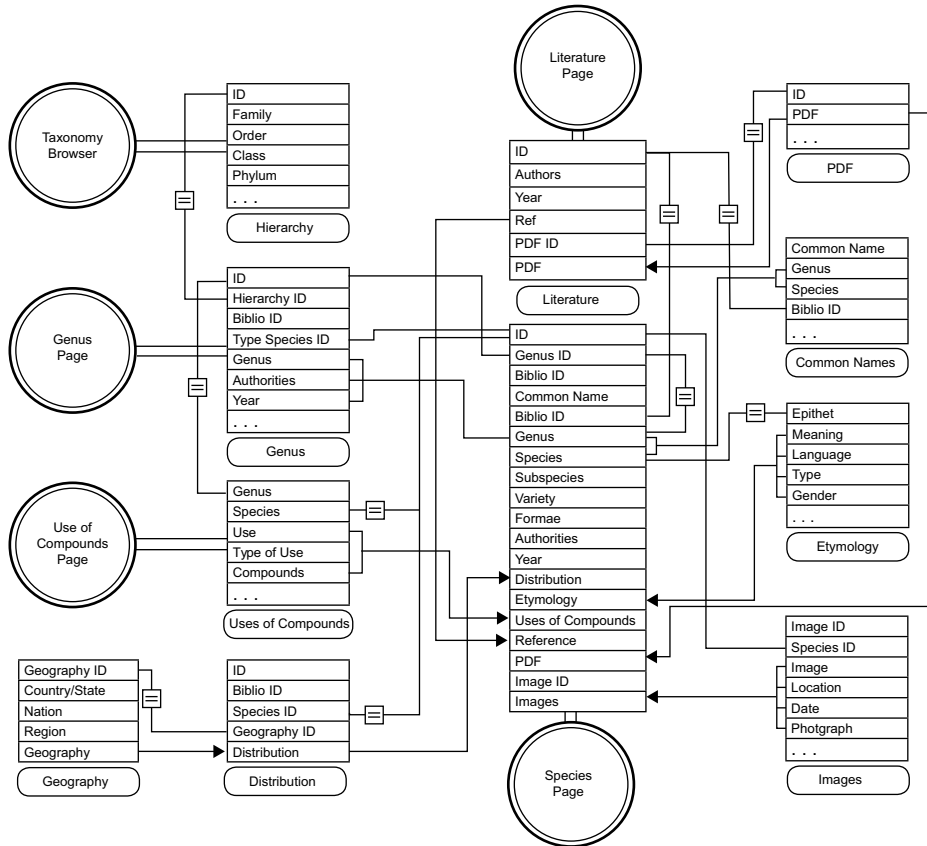 Taxonomy
Browser
ID
Family
Order
Class
Phylum
. . .
Hierarchy
Literature
Page
ID
Authors
Year
Ref
PDF ID
PDF
Literature
ID
PDF
. . .
PDF
Common Name
Genus
Species
Biblio ID
. . .
Common Names
Genus
Page
ID
Hierarchy ID
Biblio ID
Type Species ID
Genus
Authorities
Year
. . .
Genus
ID
Genus ID
Biblio ID
Common Name
Biblio ID
Genus
Species
Subspecies
Variety
Formae
Authorities
Year
Distribution
Etymology
Uses of Compounds
Reference
PDF
Image ID
Images
Epithet
Meaning
Language
Type
Gender
. . .
Etymology
Use of
Compounds
Page
Genus
Species
Use
Type of Use
Compounds
. . .
Uses of Compounds
Geography ID
Country/State
Nation
Region
Geography
Geography
ID
Biblio ID
Species ID
Geography ID
Distribution
Distribution
Species
Page
Image ID
Species ID
Image
Location
Date
Photgraph
. . .
Images